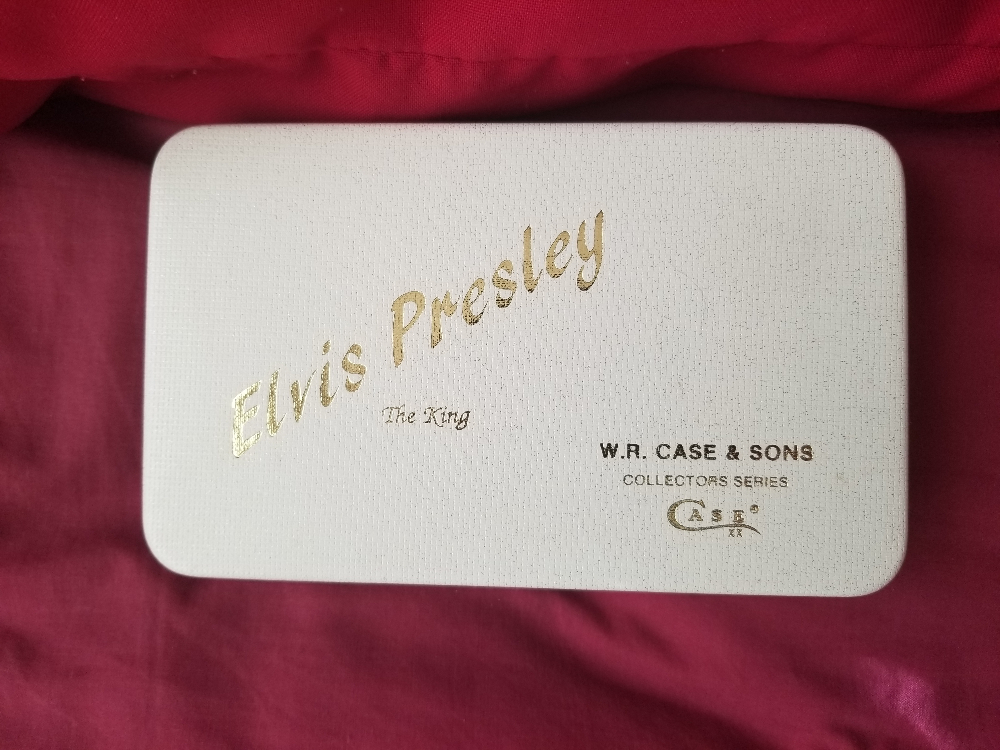 Elvis Presley
The King
W.R. CASE & SONS
COLLECTORS SERIES
CASE®
XX